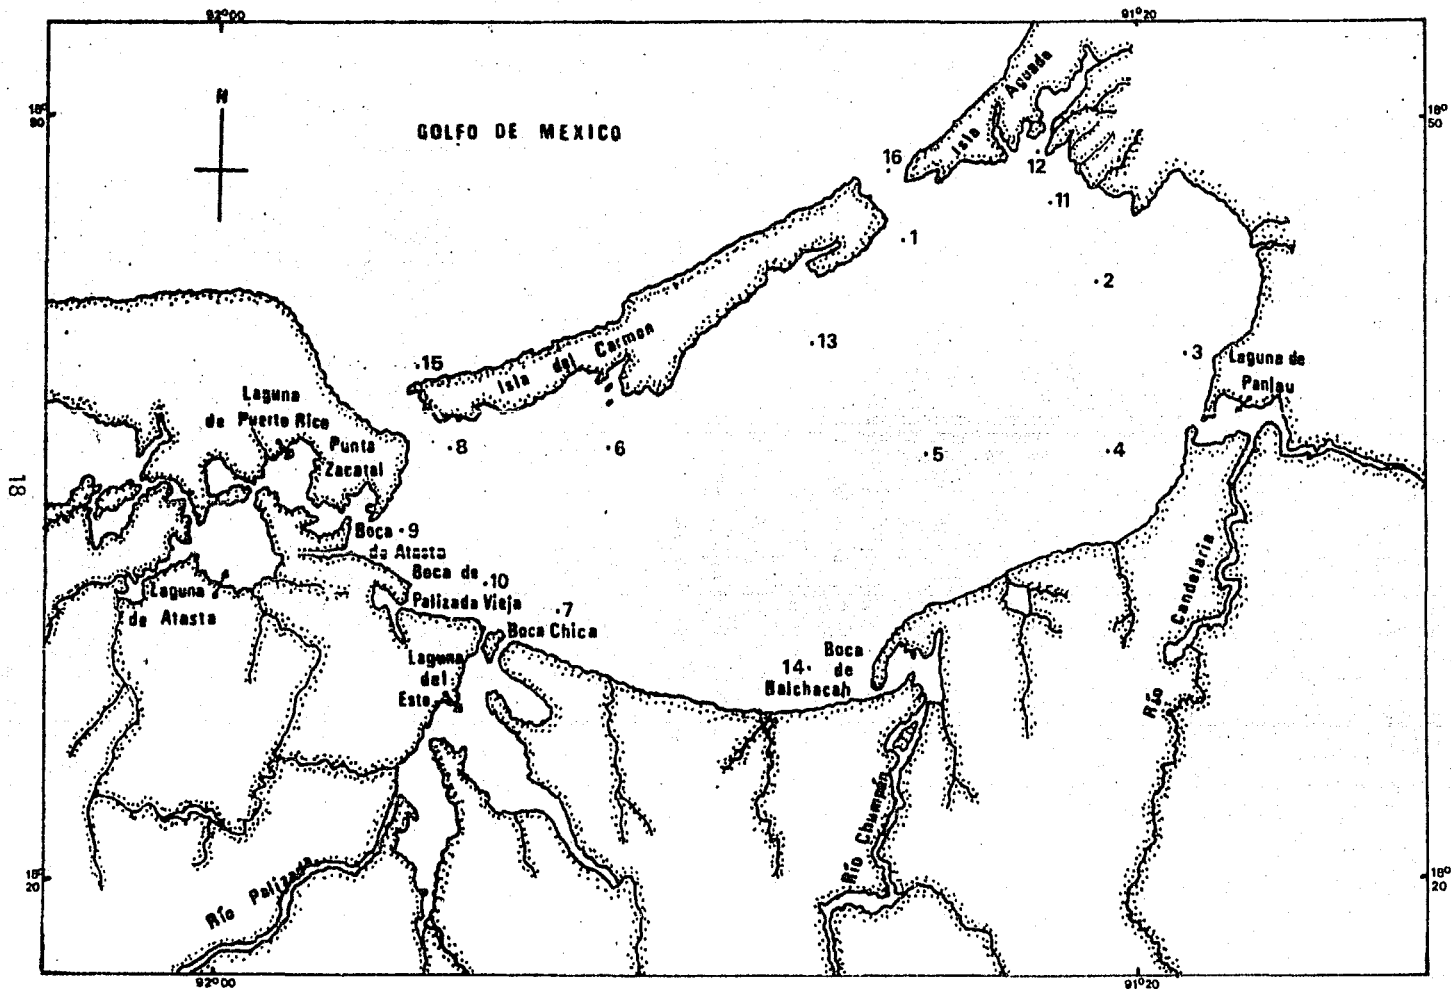 92°00
91°20
N
18°
50
18°
50
GOLFO DE MEXICO
Isla Aguada
16
12
11
1
2
13
3
15
Isla del Carmen
Laguna de
Panlau
Laguna
de Puerto Rico
Punta
Zacatal
8
6
5
4
18
Boca
9
de Atasta
Boca de
10
Palizada Vieja
7
Boca Chica
Laguna
de Atasta
Laguna
del
Este
14
Boca
de
Balchacah
Río Candelaria
Río Chumpán
Río Palizada
18°
20
18°
20
92°00
91°20